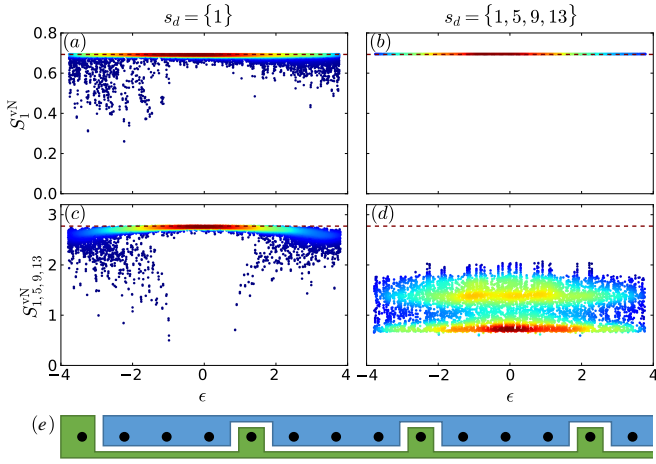 s_d = {1}
s_d = {1, 5, 9, 13}
(a)
(b)
S_1^{vN}
0.8
0.6
0.4
0.2
0.0
(c)
(d)
S_{1,5,9,13}^{vN}
3
2
1
0
−4 −2 0 2 4
−4 −2 0 2 4
ϵ
ϵ
(e)